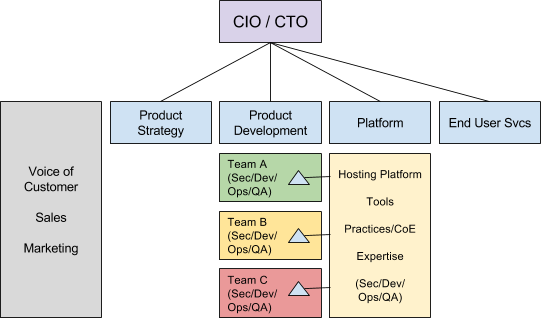 CIO / CTO
Product
Strategy
Product
Development
Platform
End User Svcs
Voice of
Customer
Sales
Marketing
Team A
(Sec/Dev/
Ops/QA)
Team B
(Sec/Dev/
Ops/QA)
Team C
(Sec/Dev/
Ops/QA)
Hosting Platform
Tools
Practices/CoE
Expertise
(Sec/Dev/
Ops/QA)